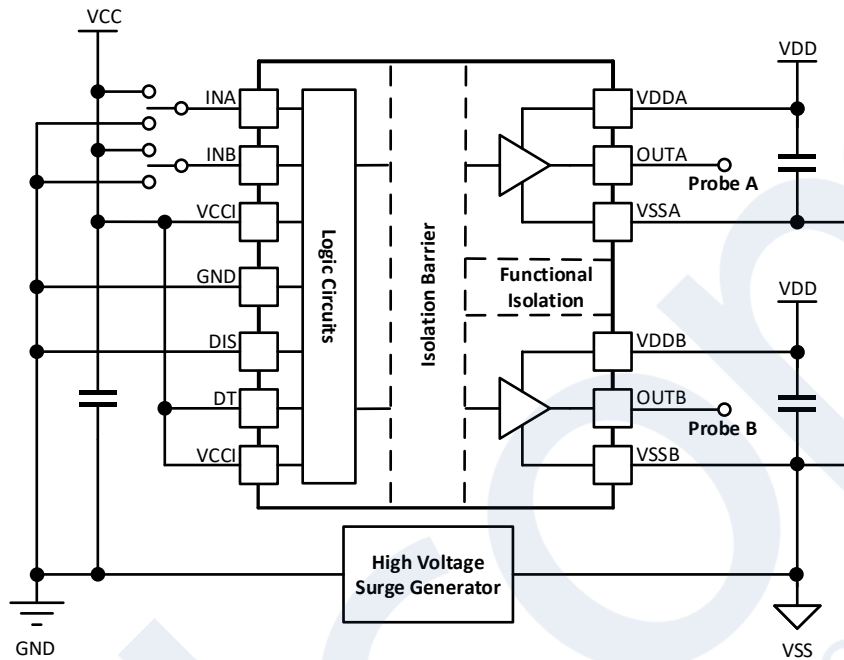 VCC
VDD
INA
VDDA
INB
OUTA
Probe A
VCCI
VSSA
Logic Circuits
Isolation Barrier
Functional
Isolation
GND
VDD
DIS
VDDB
DT
OUTB
Probe B
VCCI
VSSB
High Voltage
Surge Generator
GND
VSS